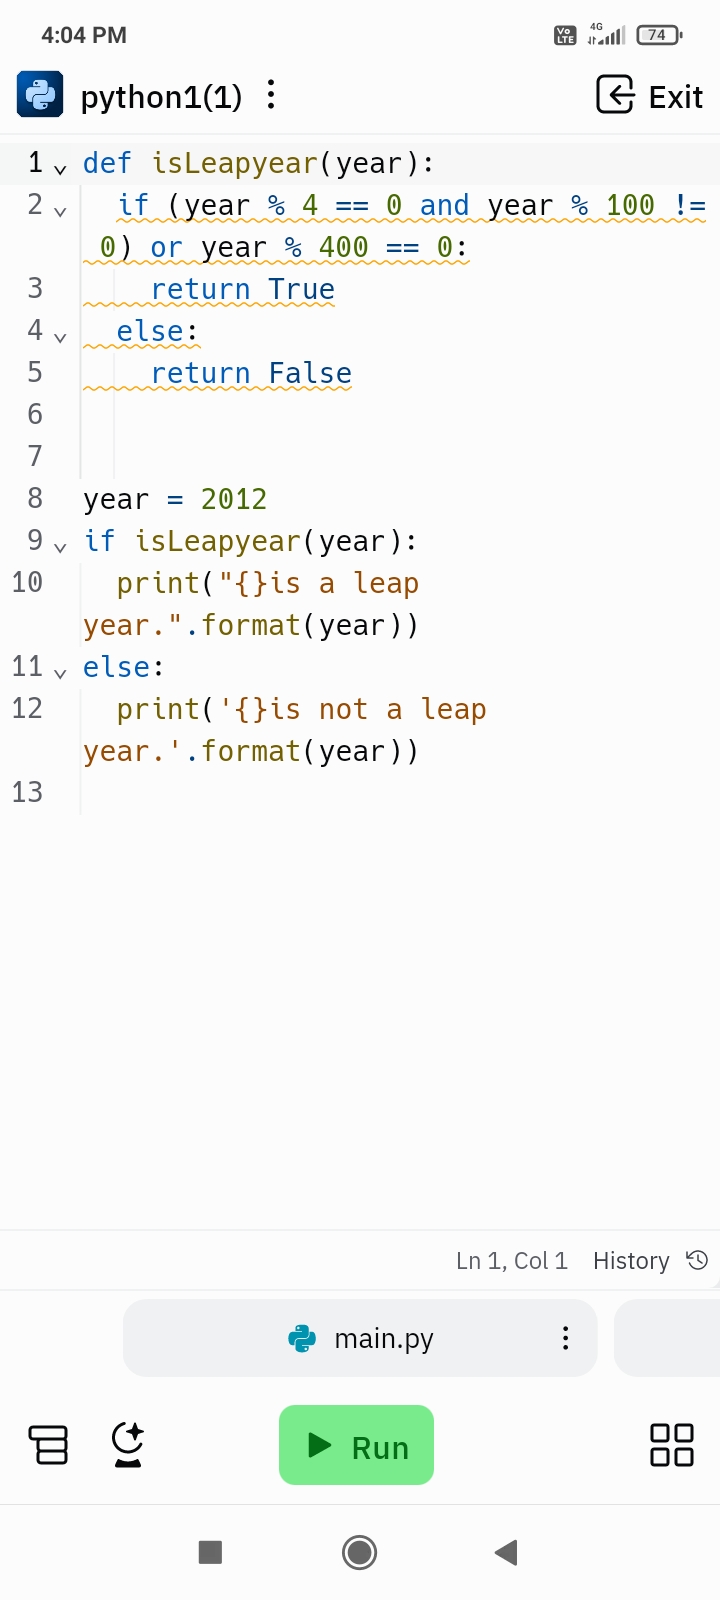 4:04 PM
Vo LTE 4G 74
python1(1) Exit
1 def isLeapyear(year):
2 if (year % 4 == 0 and year % 100 !=
0) or year % 400 == 0:
3 return True
4 else:
5 return False
6
7
8 year = 2012
9 if isLeapyear(year):
10 print("{}is a leap
year.".format(year))
11 else:
12 print('{}is not a leap
year.'.format(year))
13
Ln 1, Col 1 History
main.py
Run